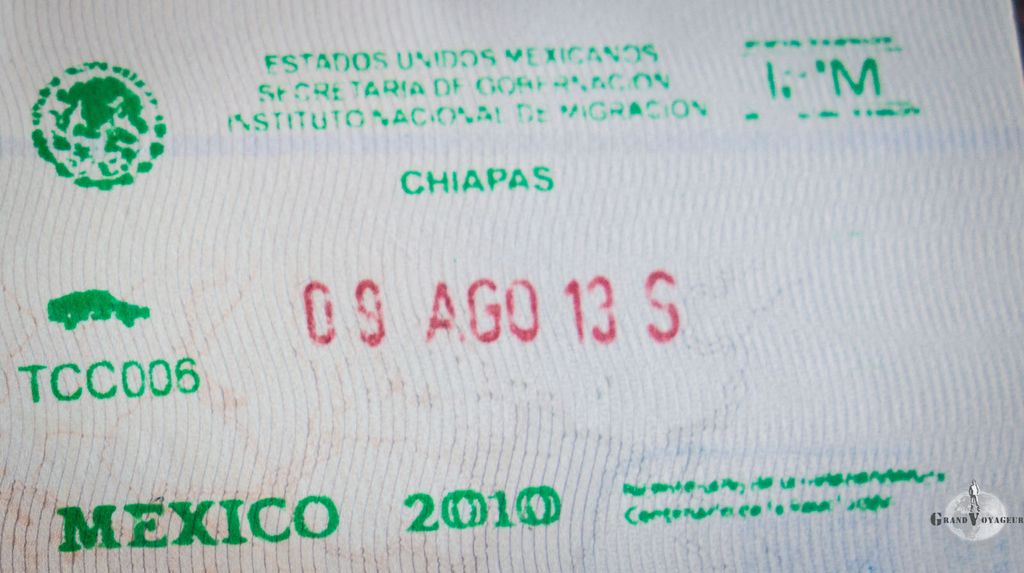 ESTADOS UNIDOS MEXICANOS
SECRETARIA DE GOBERNACION
INSTITUTO NACIONAL DE MIGRACION
CHIAPAS
09 AGO 13 S
TCC006
MEXICO 2010
GRAND VOYAGEUR